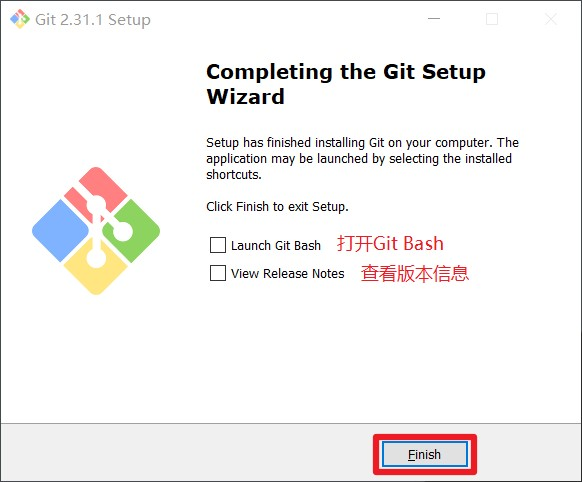 Git 2.31.1 Setup
Completing the Git Setup
Wizard
Setup has finished installing Git on your computer. The
application may be launched by selecting the installed
shortcuts.
Click Finish to exit Setup.
Launch Git Bash 打开Git Bash
View Release Notes 查看版本信息
Finish